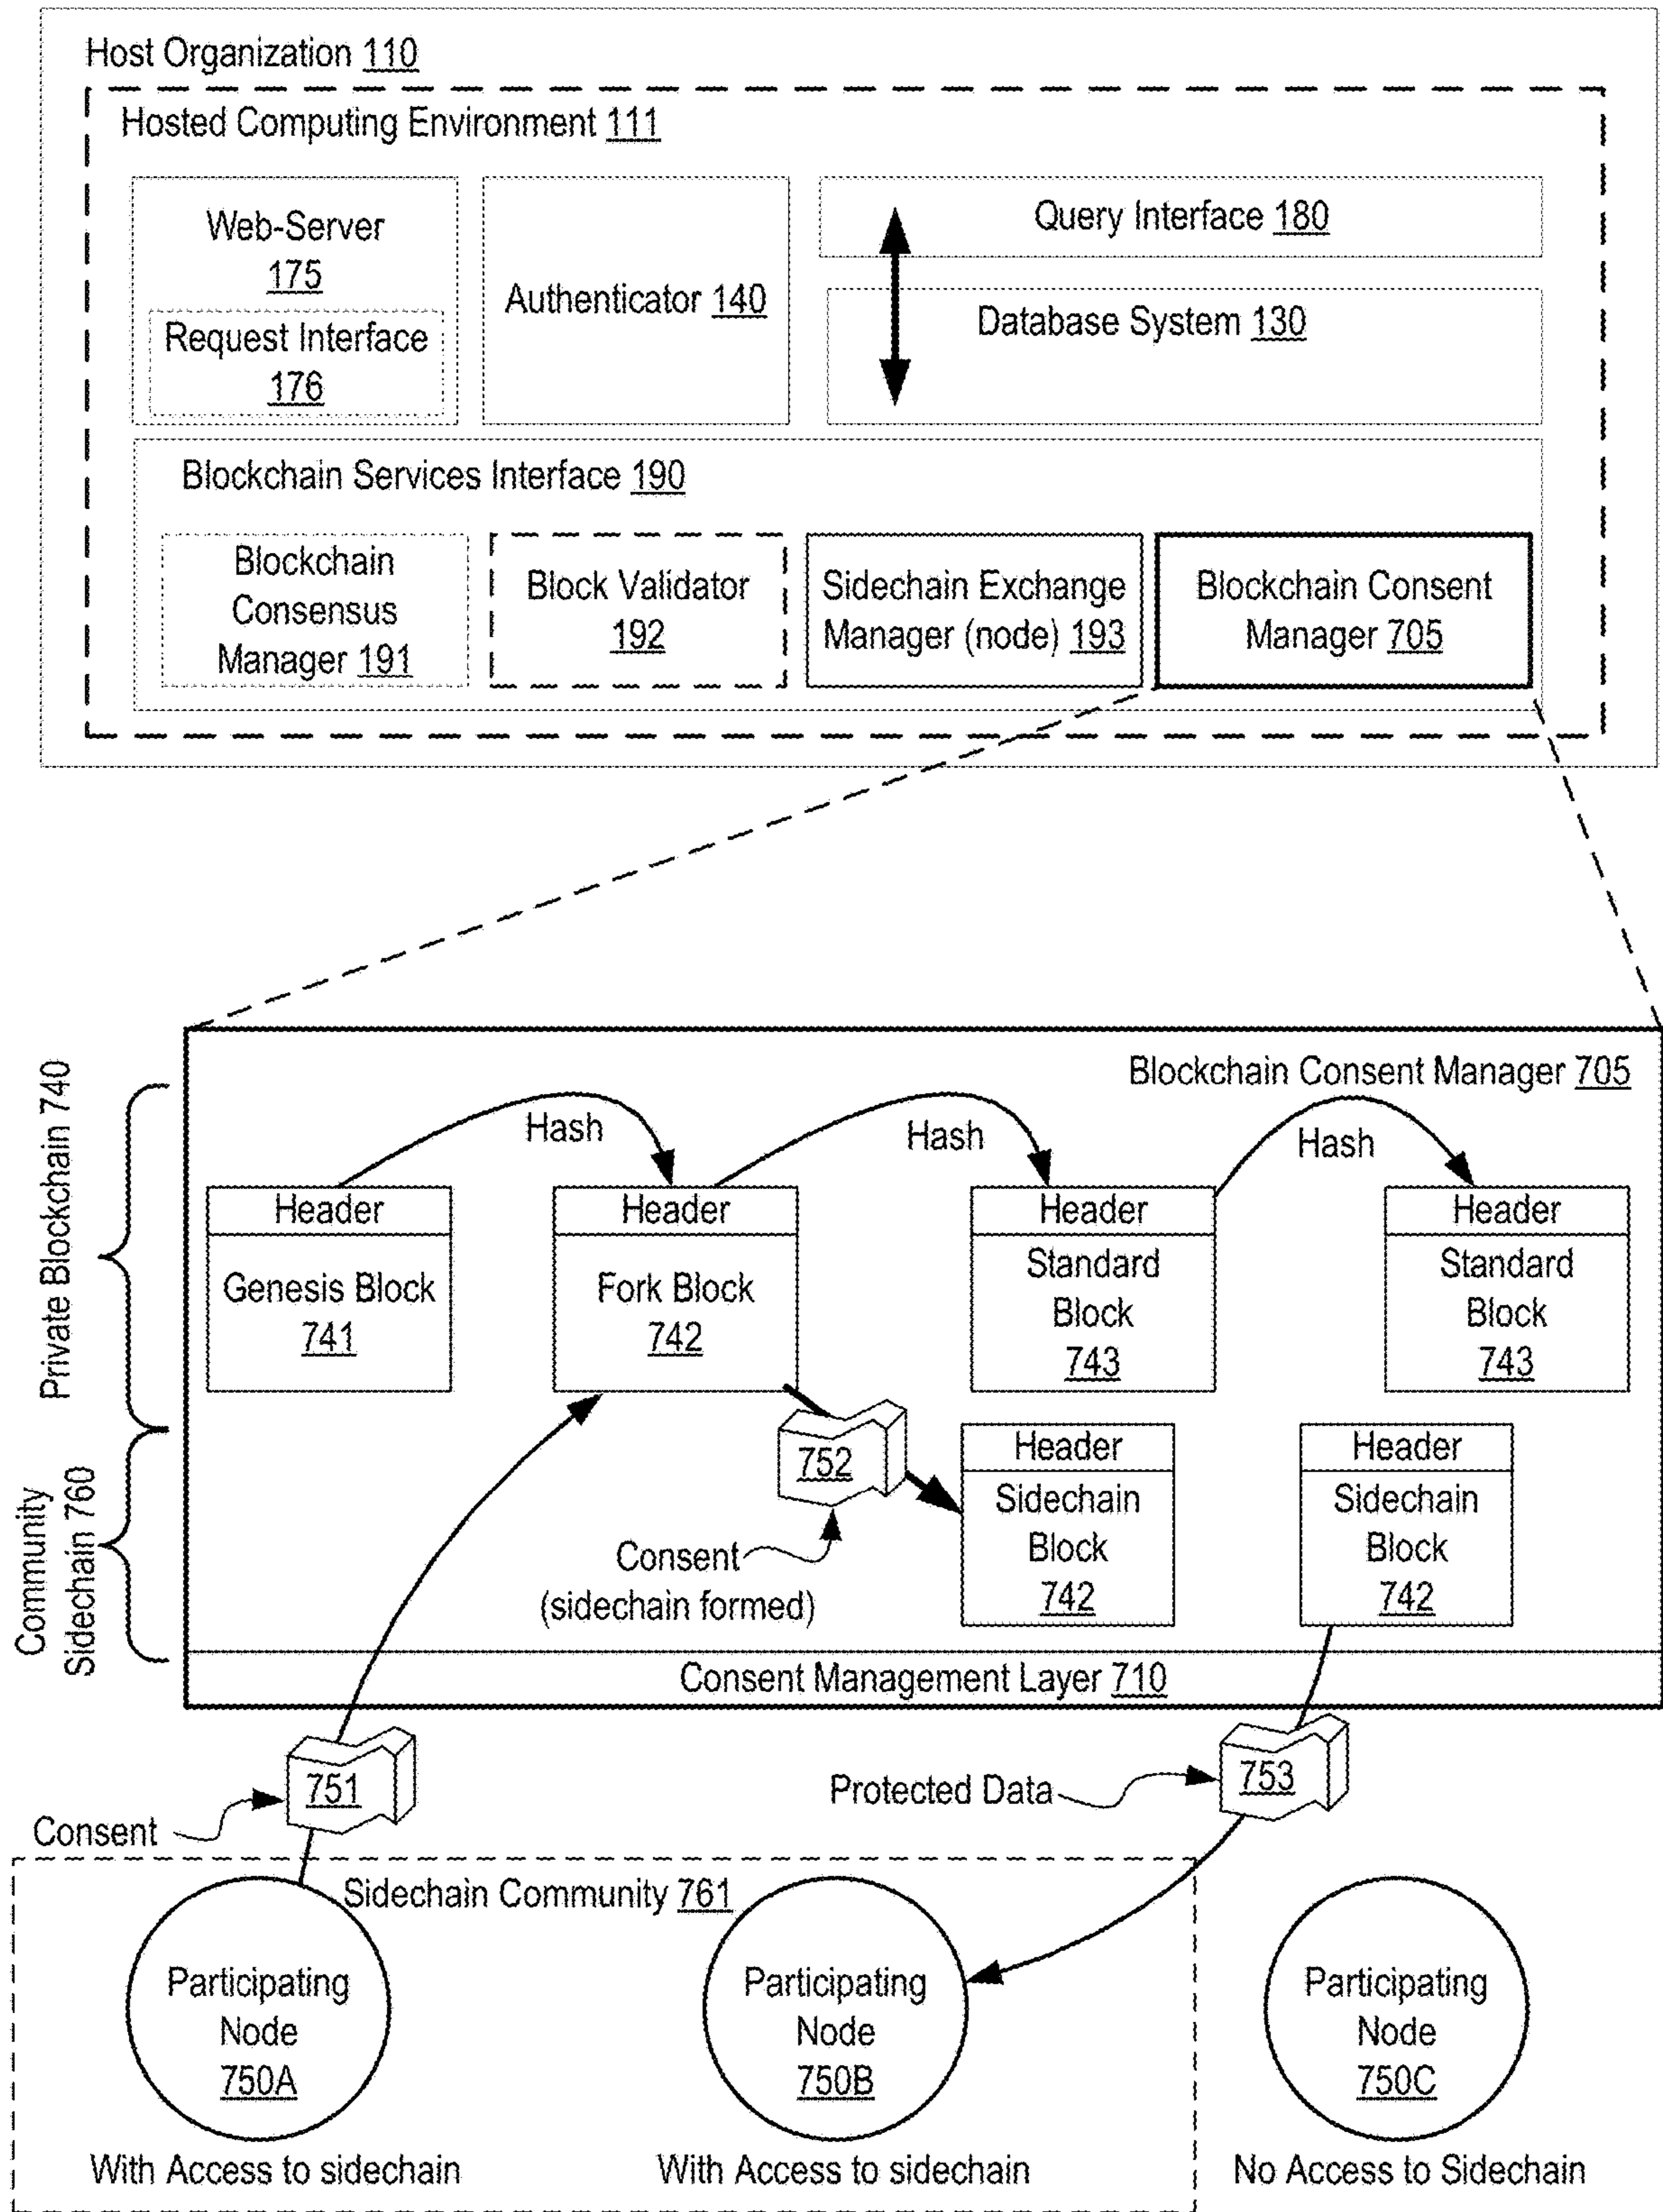 Host Organization 110
Hosted Computing Environment 111
Web-Server
175
Request Interface
176
Authenticator 140
Query Interface 180
Database System 130
Blockchain Services Interface 190
Blockchain
Consensus
Manager 191
Block Validator
192
Sidechain Exchange
Manager (node) 193
Blockchain Consent
Manager 705
Blockchain Consent Manager 705
Private Blockchain 740
Hash
Hash
Hash
Header
Genesis Block
741
Header
Fork Block
742
Header
Standard
Block
743
Header
Standard
Block
743
Community
Sidechain 760
752
Consent
(sidechain formed)
Header
Sidechain
Block
742
Header
Sidechain
Block
742
Consent Management Layer 710
751
Consent
Protected Data
753
Sidechain Community 761
Participating
Node
750A
With Access to sidechain
Participating
Node
750B
With Access to sidechain
Participating
Node
750C
No Access to Sidechain